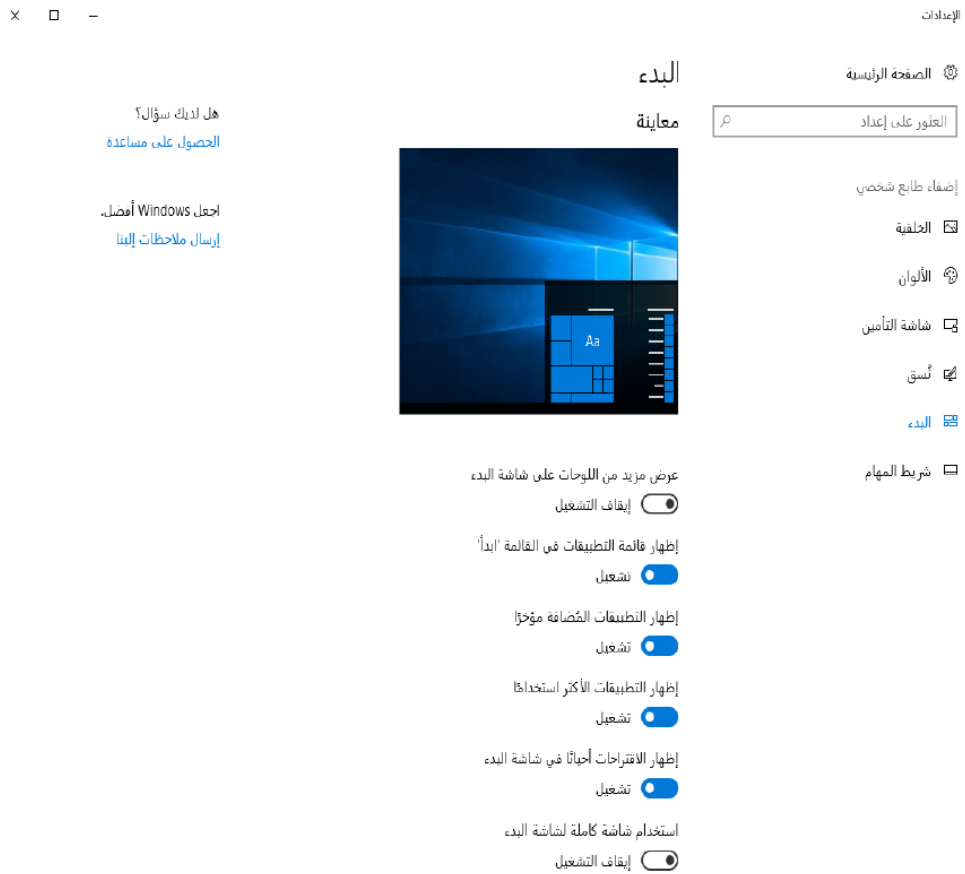 الإعدادات
الصفحة الرئيسية
العثور على إعداد
إضفاء طابع شخصي
الخلفية
الألوان
شاشة التأمين
نُسق
البدء
شريط المهام
البدء
معاينة
Aa
عرض مزيد من اللوحات على شاشة البدء
إيقاف التشغيل
إظهار قائمة التطبيقات في القائمة 'ابدأ'
تشغيل
إظهار التطبيقات المُضافة مؤخرًا
تشغيل
إظهار التطبيقات الأكثر استخدامًا
تشغيل
إظهار الاقتراحات أحيانًا في شاشة البدء
تشغيل
استخدام شاشة كاملة لشاشة البدء
إيقاف التشغيل
هل لديك سؤال؟
الحصول على مساعدة
اجعل Windows أفضل.
إرسال ملاحظات إلينا